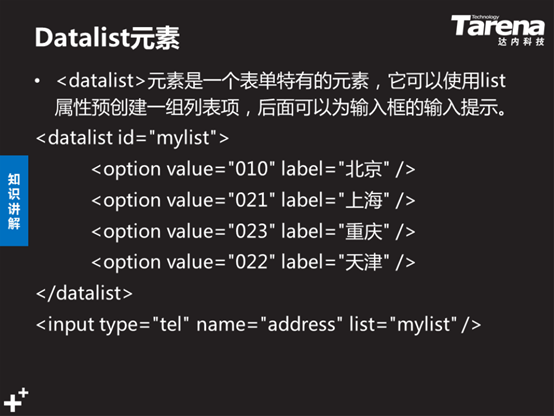 Datalist元素
Technology
Tarena
达内科技
• <datalist>元素是一个表单特有的元素，它可以使用list
属性预创建一组列表项，后面可以为输入框的输入提示。
<datalist id="mylist">
<option value="010" label="北京" />
<option value="021" label="上海" />
<option value="023" label="重庆" />
<option value="022" label="天津" />
</datalist>
<input type="tel" name="address" list="mylist" />
知
识
讲
解